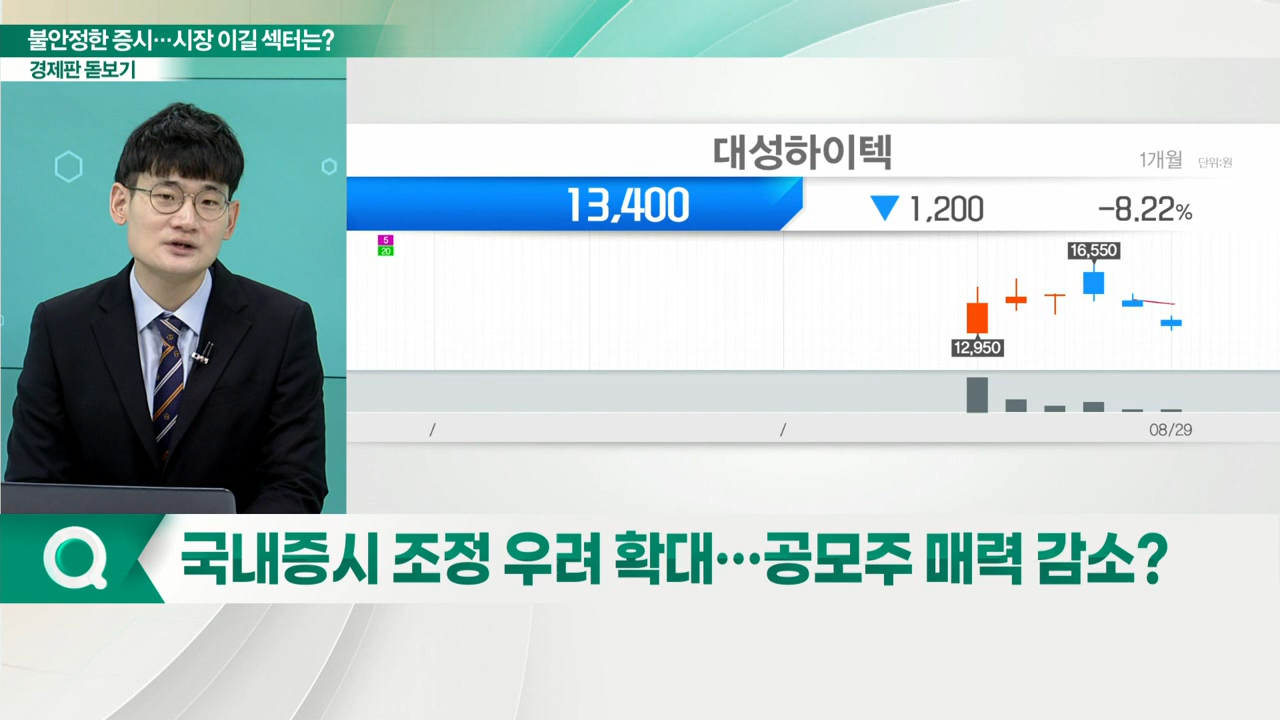 불안정한 증시…시장 이길 섹터는?
경제판 돋보기
대성하이텍
1개월 단위:원
13,400 ▼1,200 -8.22%
5
20
16,550
12,950
/ / 08/29
국내증시 조정 우려 확대…공모주 매력 감소?